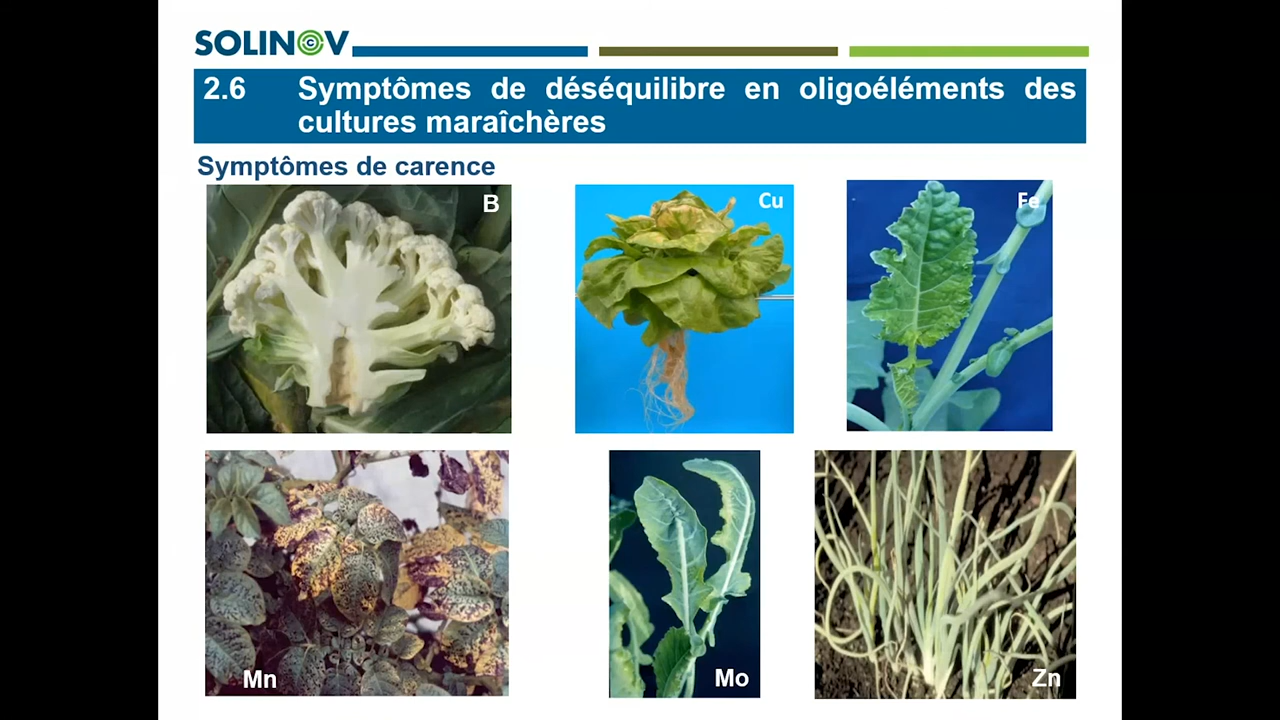 SOLINOV
2.6 Symptômes de déséquilibre en oligoéléments des
cultures maraîchères
Symptômes de carence
B
Cu
Fe
Mn
Mo
Zn